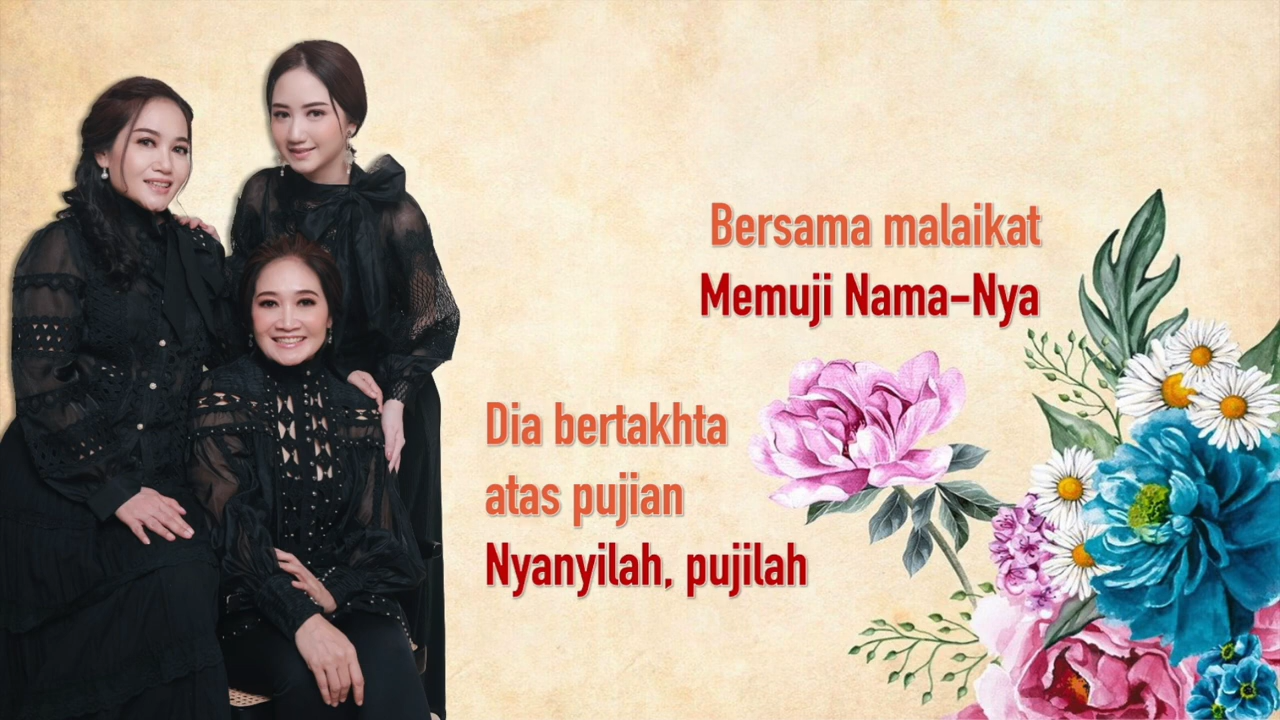 Bersama malaikat
Memuji Nama-Nya
Dia bertakhta
atas pujian
Nyanyilah, pujilah